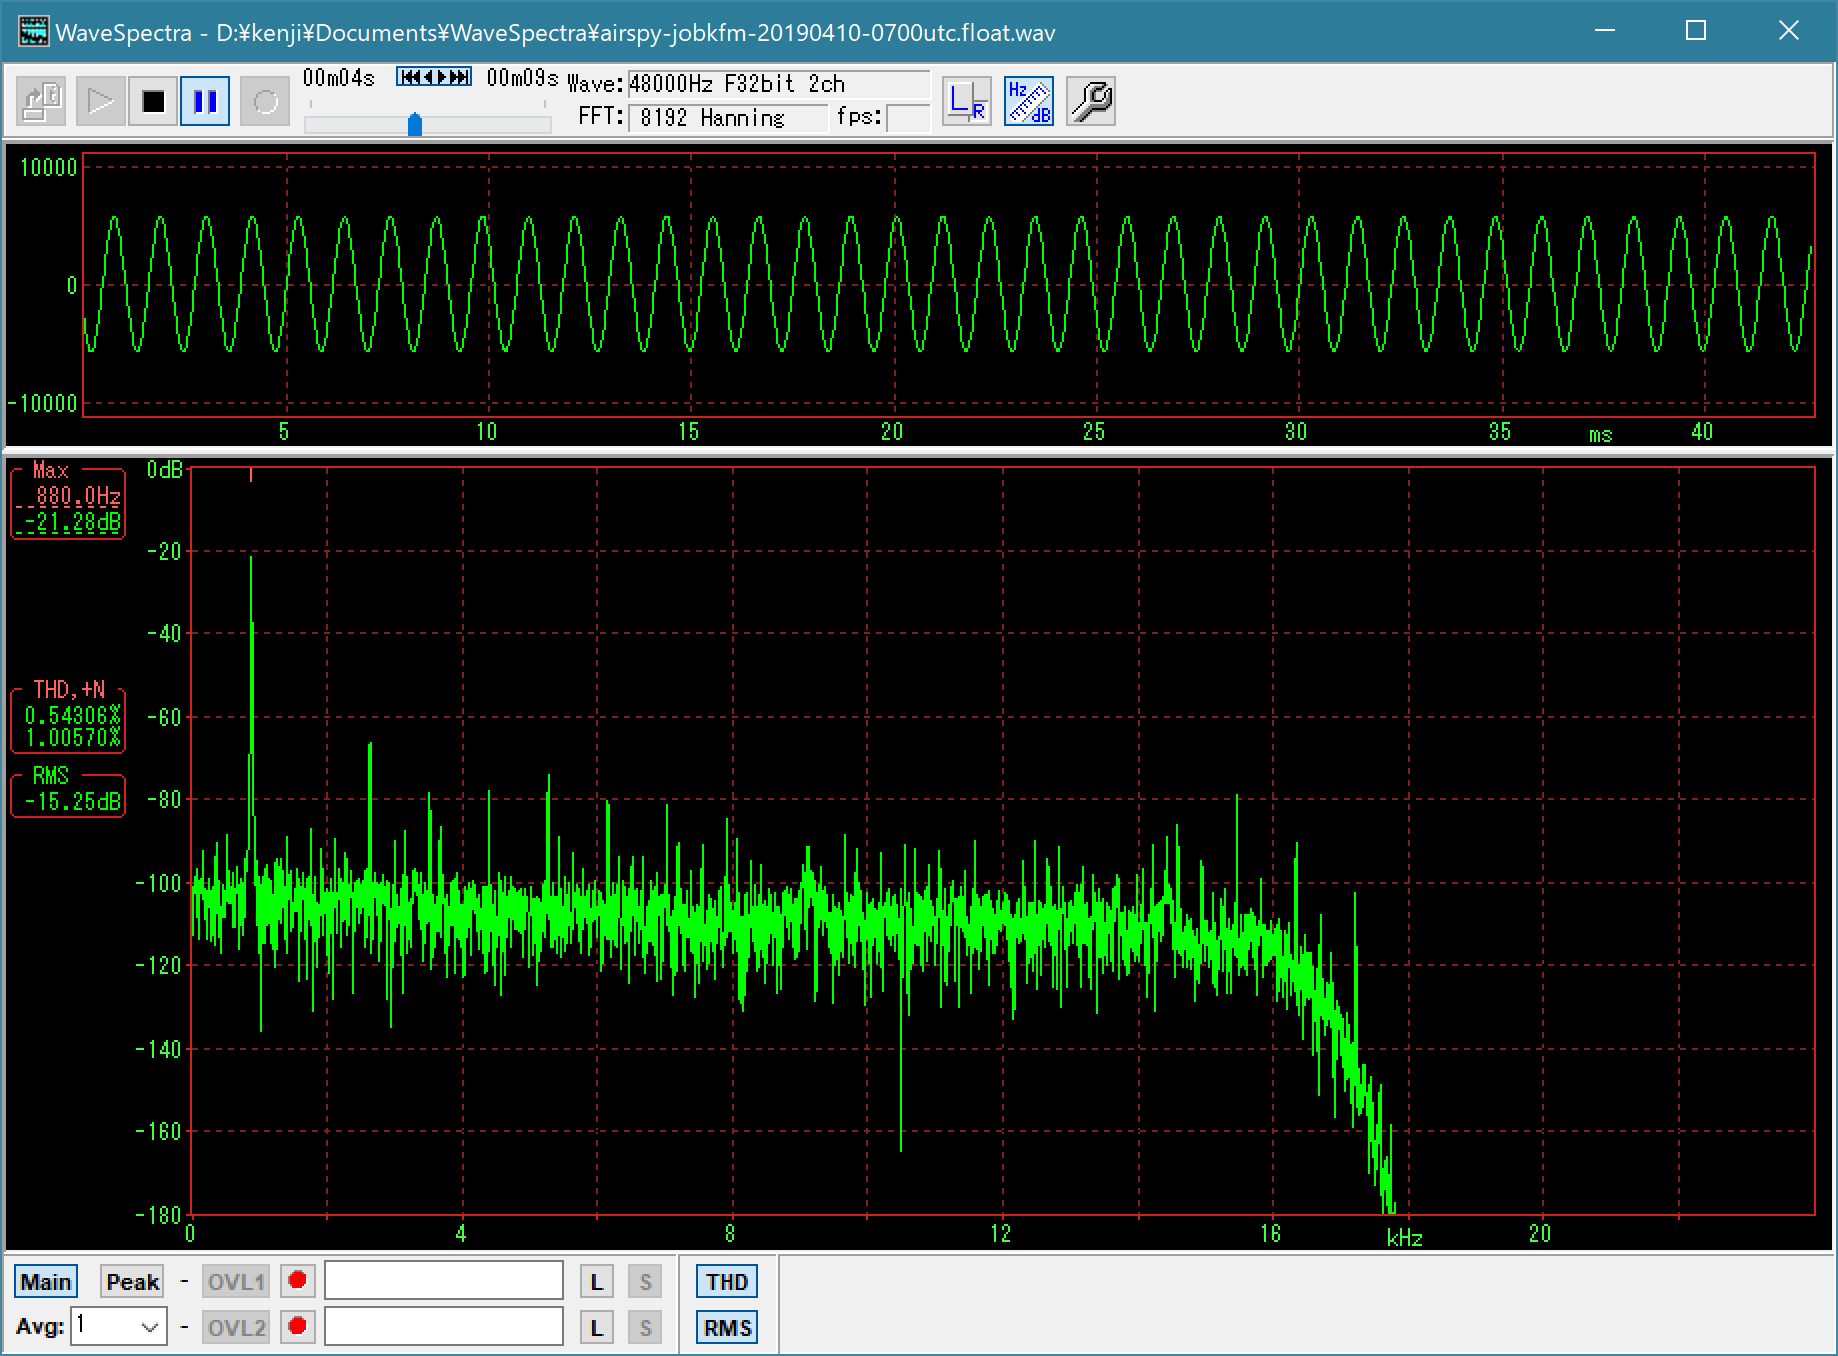 WaveSpectra - D:¥kenji¥Documents¥WaveSpectra¥airspy-jobkfm-20190410-0700utc.float.wav
00m04s 00m09s Wave: 48000Hz F32bit 2ch
FFT: 8192 Hanning fps:
L R
Hz dB
10000
0
-10000
5 10 15 20 25 30 35 ms 40
Max
880.0Hz
-21.28dB
THD,+N
0.54306%
1.00570%
RMS
-15.25dB
0dB
-20
-40
-60
-80
-100
-120
-140
-160
-180
0 4 8 12 16 kHz 20
Main Peak - OVL1 L S THD
Avg: 1 - OVL2 L S RMS